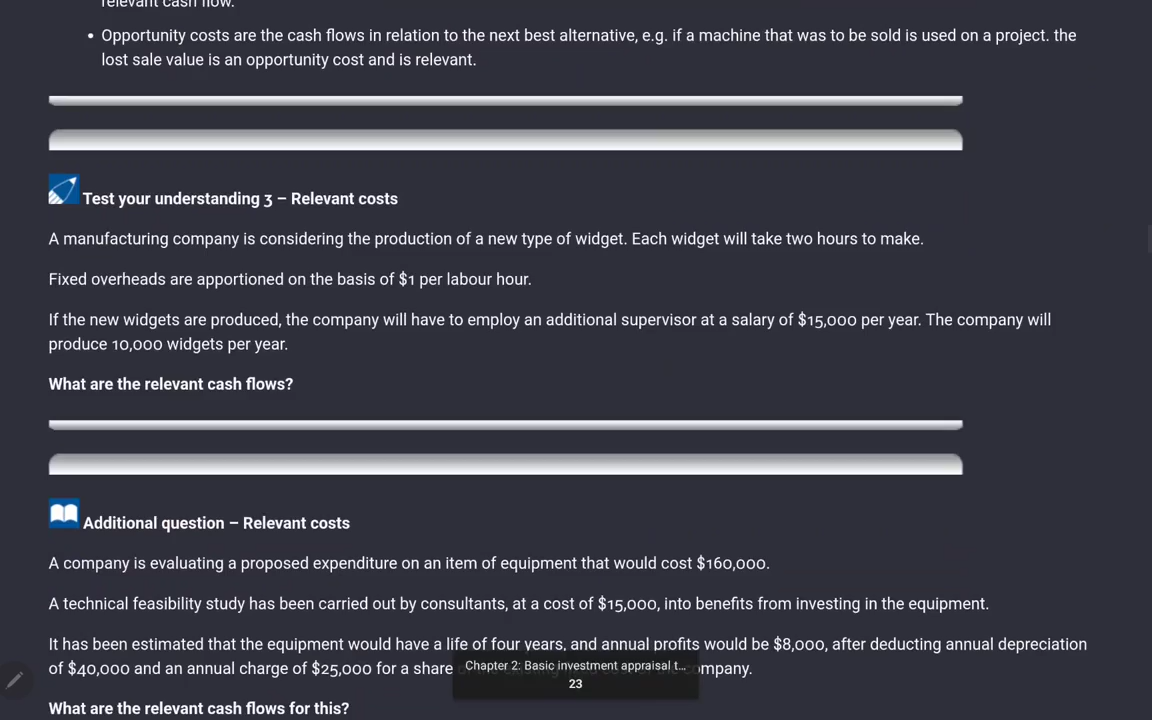 relevant cash flow.
• Opportunity costs are the cash flows in relation to the next best alternative, e.g. if a machine that was to be sold is used on a project. the
lost sale value is an opportunity cost and is relevant.
Test your understanding 3 – Relevant costs
A manufacturing company is considering the production of a new type of widget. Each widget will take two hours to make.
Fixed overheads are apportioned on the basis of $1 per labour hour.
If the new widgets are produced, the company will have to employ an additional supervisor at a salary of $15,000 per year. The company will
produce 10,000 widgets per year.
What are the relevant cash flows?
Additional question – Relevant costs
A company is evaluating a proposed expenditure on an item of equipment that would cost $160,000.
A technical feasibility study has been carried out by consultants, at a cost of $15,000, into benefits from investing in the equipment.
It has been estimated that the equipment would have a life of four years, and annual profits would be $8,000, after deducting annual depreciation
of $40,000 and an annual charge of $25,000 for a share company.
Chapter 2: Basic investment appraisal t...
23
What are the relevant cash flows for this?